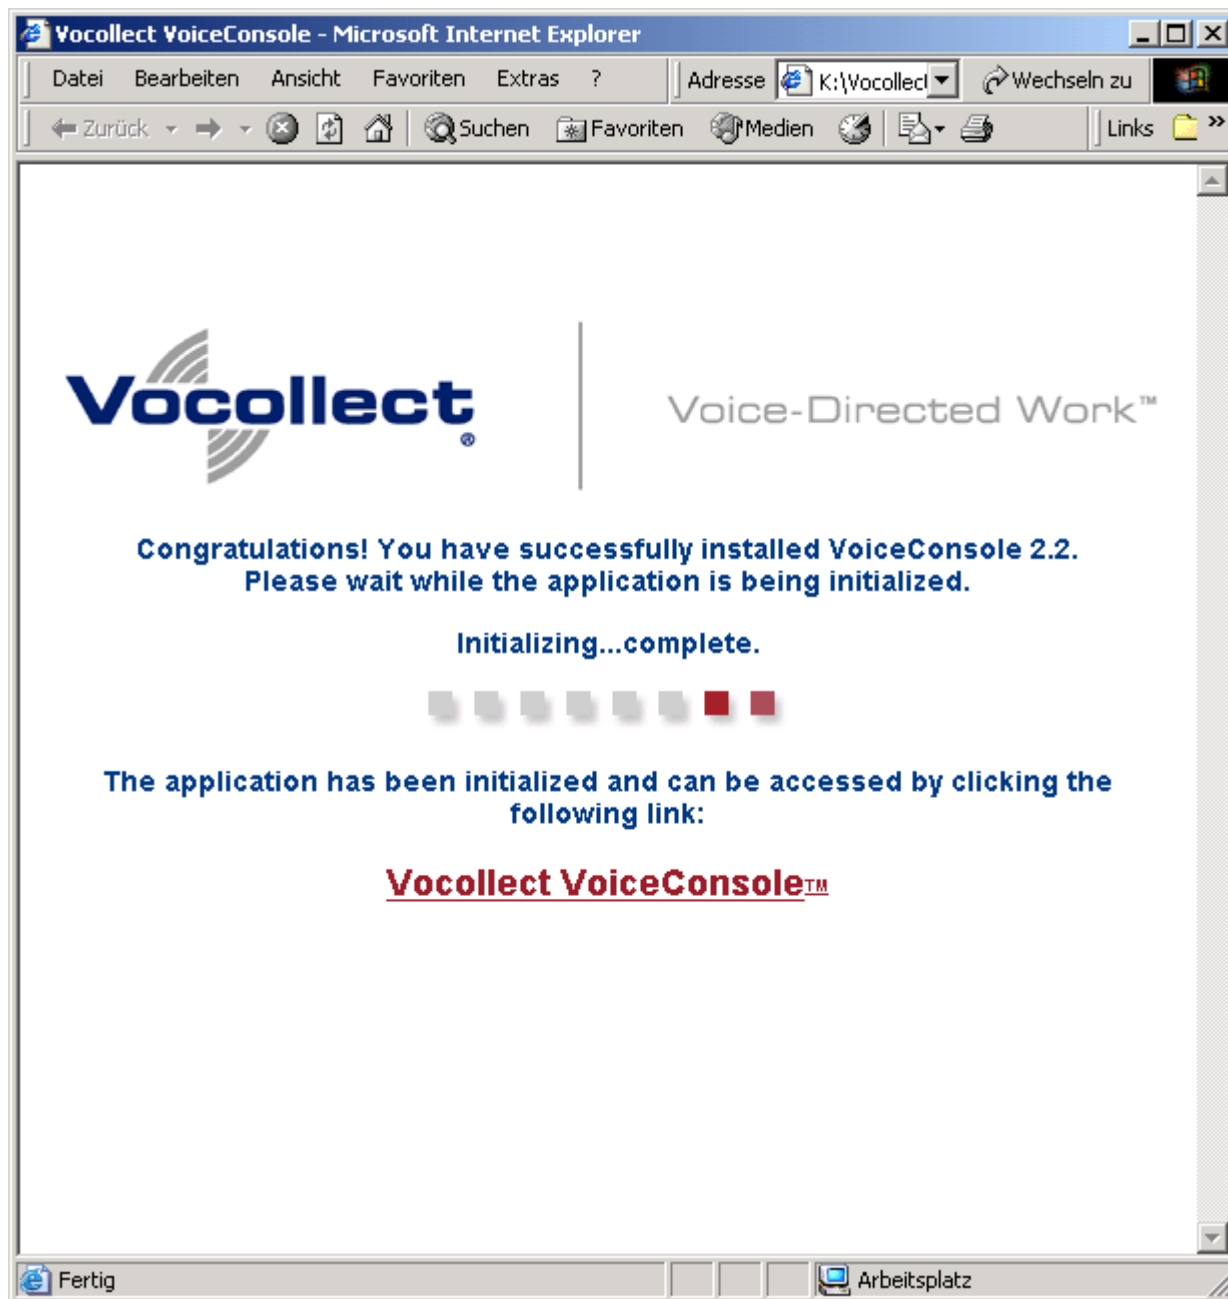 Vocollect VoiceConsole - Microsoft Internet Explorer
Datei Bearbeiten Ansicht Favoriten Extras ? Adresse K:\Vocollect Wechseln zu
Zurück Suchen Favoriten Medien Links »
Vocollect®
Voice-Directed Work™
Congratulations! You have successfully installed VoiceConsole 2.2.
Please wait while the application is being initialized.
Initializing...complete.
The application has been initialized and can be accessed by clicking the
following link:
Vocollect VoiceConsole™
Fertig Arbeitsplatz